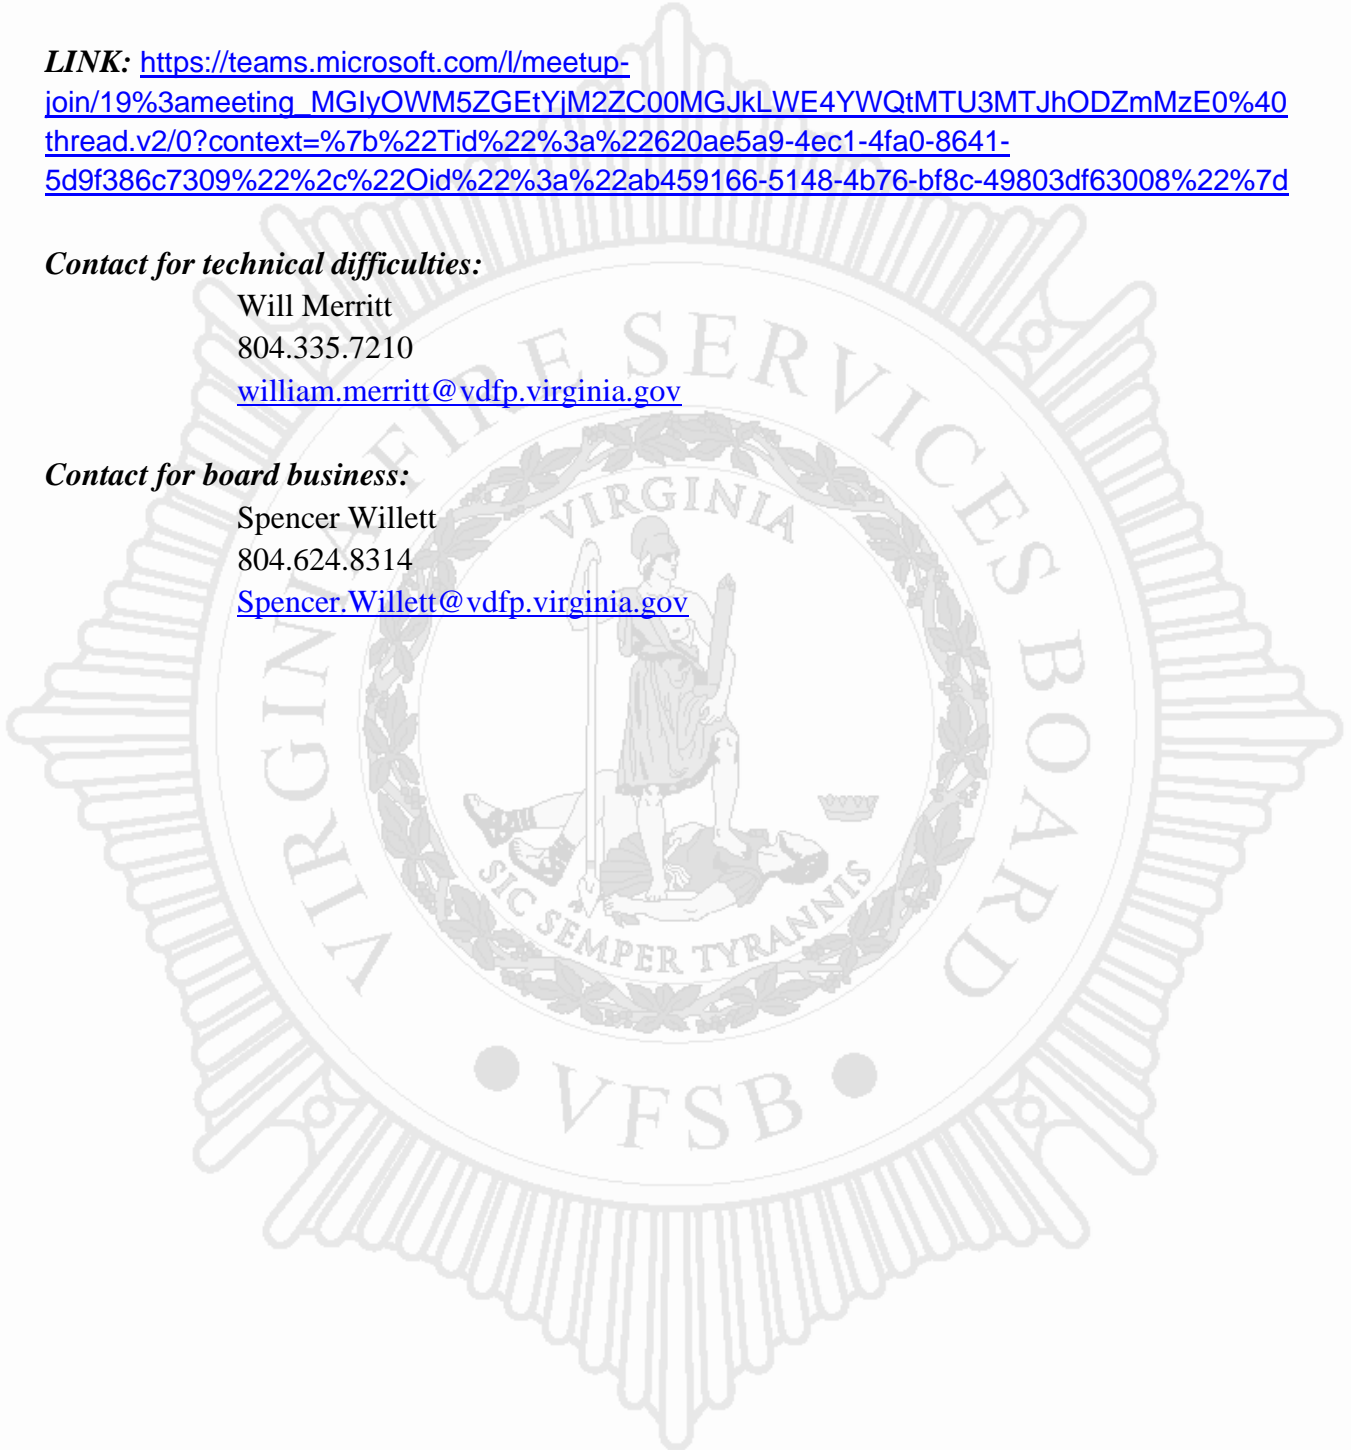 LINK: https://teams.microsoft.com/l/meetup-
join/19%3ameeting_MGIyOWM5ZGEtYjM2ZC00MGJkLWE4YWQtMTU3MTJhODZmMzE0%40
thread.v2/0?context=%7b%22Tid%22%3a%22620ae5a9-4ec1-4fa0-8641-
5d9f386c7309%22%2c%22Oid%22%3a%22ab459166-5148-4b76-bf8c-49803df63008%22%7d
Contact for technical difficulties:
Will Merritt
804.335.7210
william.merritt@vdfp.virginia.gov
Contact for board business:
Spencer Willett
804.624.8314
Spencer.Willett@vdfp.virginia.gov
VIRGINIA FIRE SERVICES BOARD
VIRGINIA
SIC SEMPER TYRANNIS
VFSB